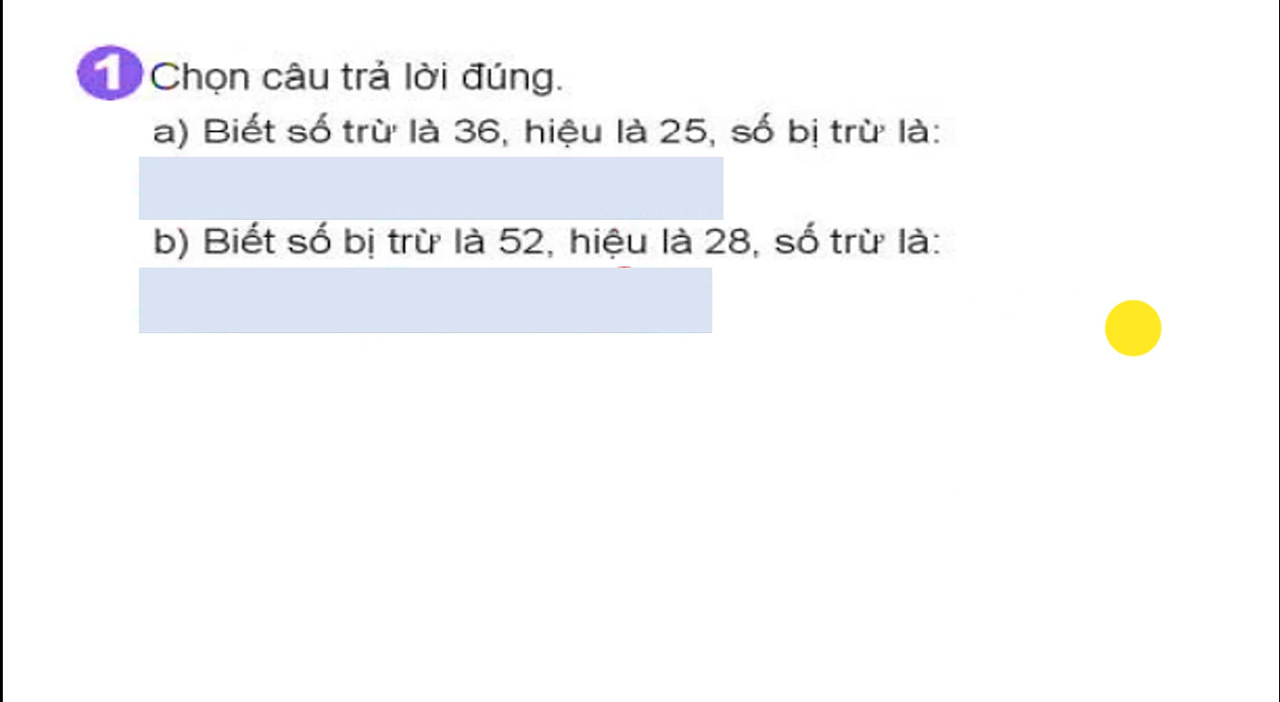 1 Chọn câu trả lời đúng.
a) Biết số trừ là 36, hiệu là 25, số bị trừ là:
b) Biết số bị trừ là 52, hiệu là 28, số trừ là: